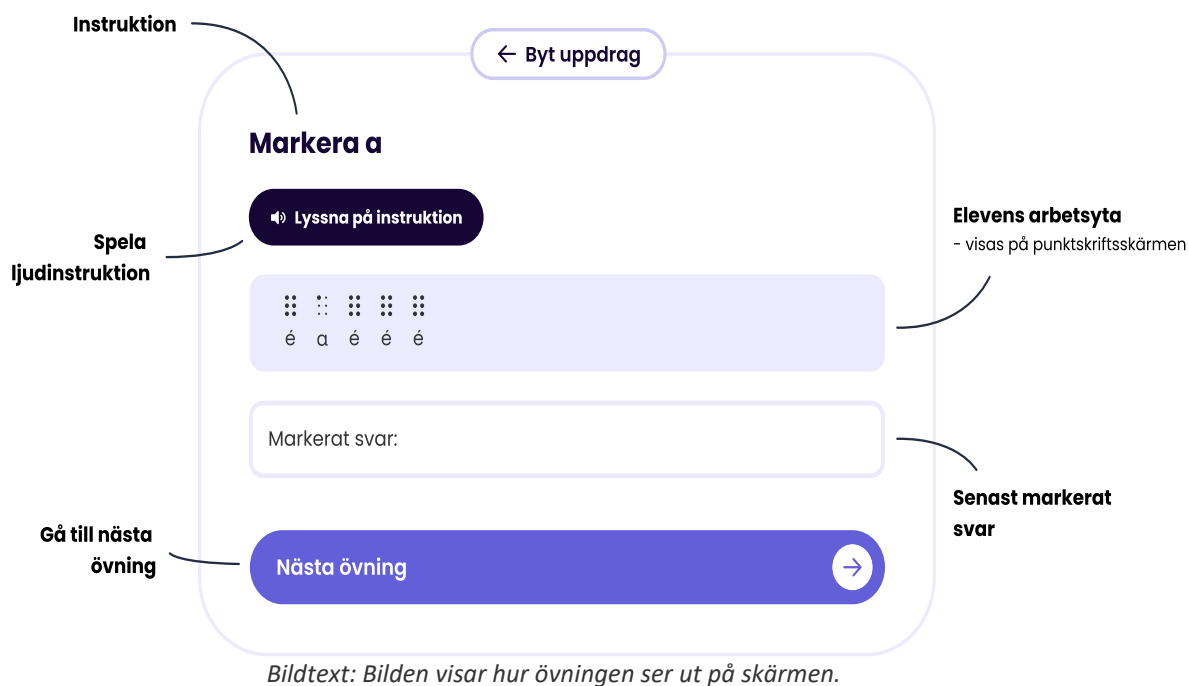 Instruktion
← Byt uppdrag
Markera a
Lyssna på instruktion
Spela
ljudinstruktion
Elevens arbetsyta
- visas på punktskriftsskärmen
⠿ ⠁ ⠿ ⠿ ⠿
é a é é é
Markerat svar:
Senast markerat
svar
Gå till nästa
övning
Nästa övning →
Bildtext: Bilden visar hur övningen ser ut på skärmen.